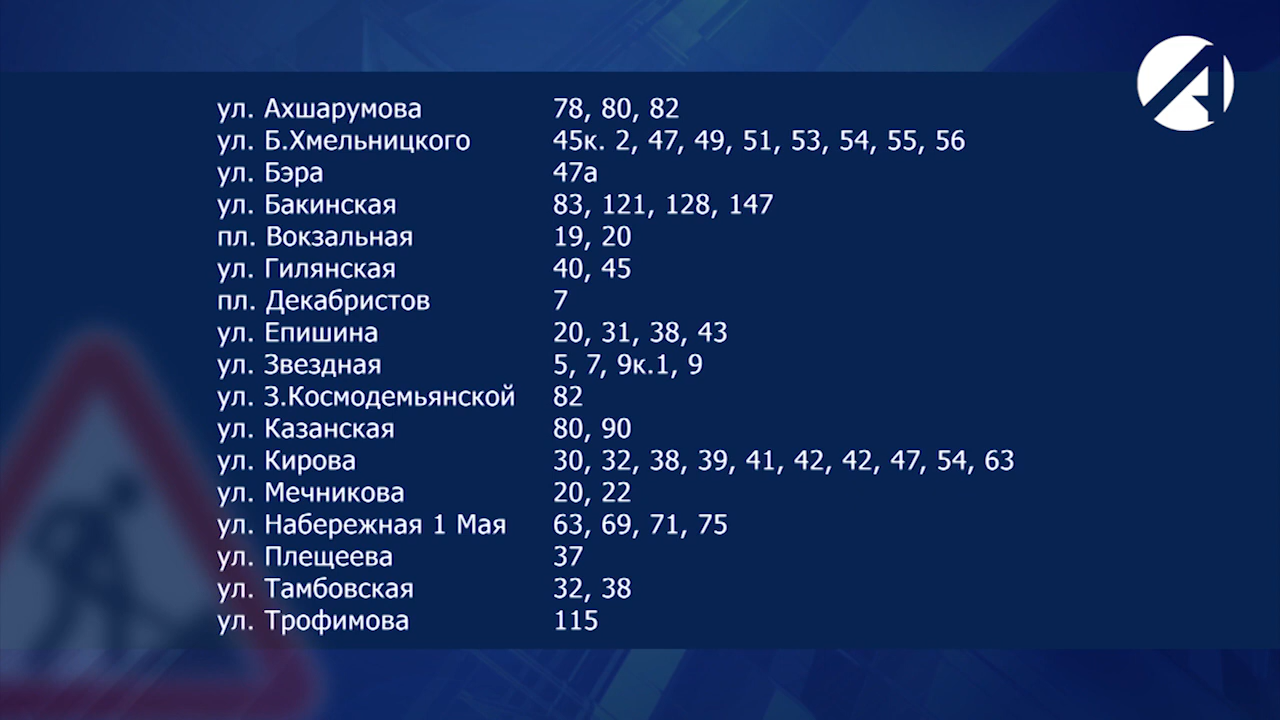 ул. Ахшарумова 78, 80, 82
ул. Б.Хмельницкого 45к. 2, 47, 49, 51, 53, 54, 55, 56
ул. Бэра 47а
ул. Бакинская 83, 121, 128, 147
пл. Вокзальная 19, 20
ул. Гилянская 40, 45
пл. Декабристов 7
ул. Епишина 20, 31, 38, 43
ул. Звездная 5, 7, 9к.1, 9
ул. З.Космодемьянской 82
ул. Казанская 80, 90
ул. Кирова 30, 32, 38, 39, 41, 42, 42, 47, 54, 63
ул. Мечникова 20, 22
ул. Набережная 1 Мая 63, 69, 71, 75
ул. Плещеева 37
ул. Тамбовская 32, 38
ул. Трофимова 115